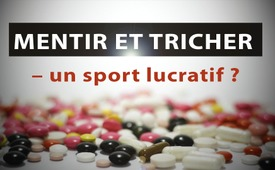 MENTIR ET TRICHER
– un sport lucratif ?